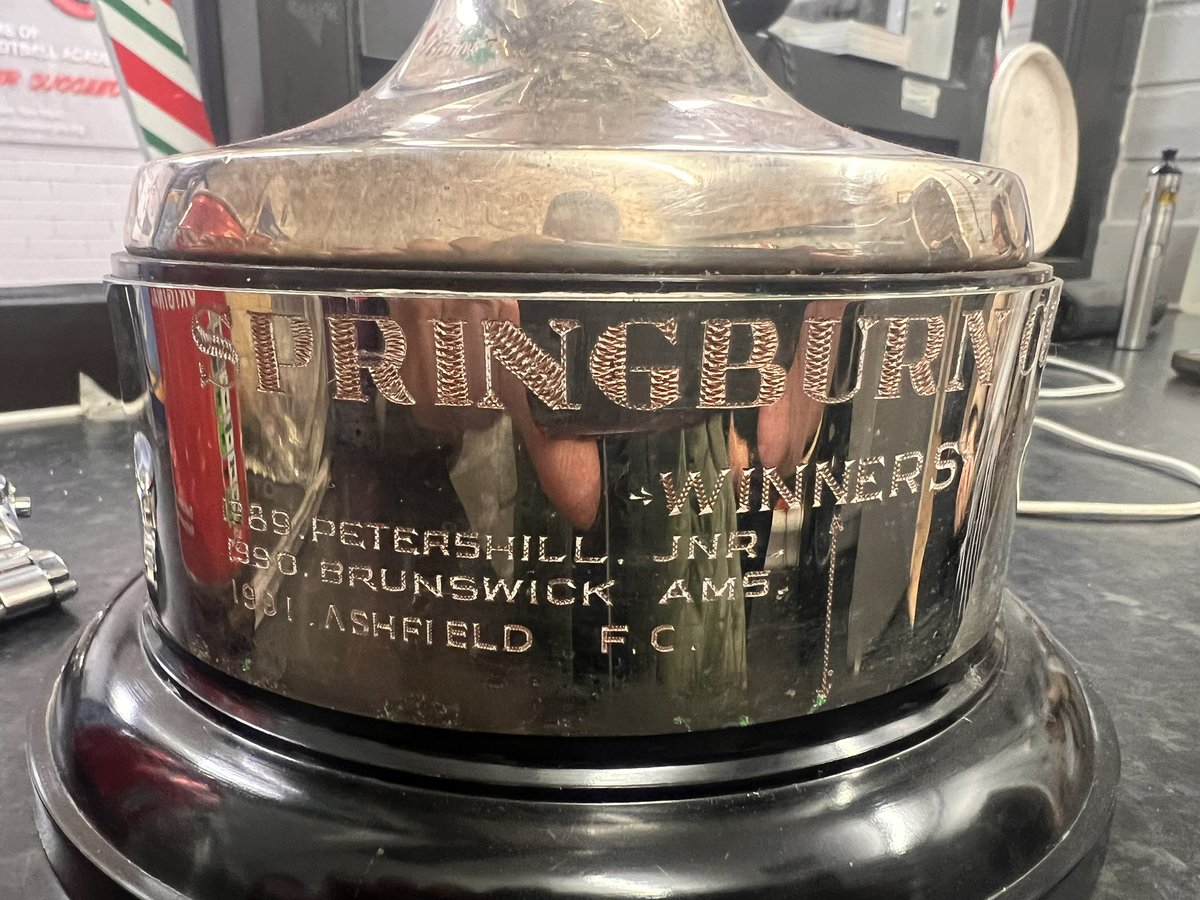 SPRINGBURN
WINNERS
1989. PETERSHILL. JNR.
1990. BRUNSWICK AMS.
1991. ASHFIELD F.C.